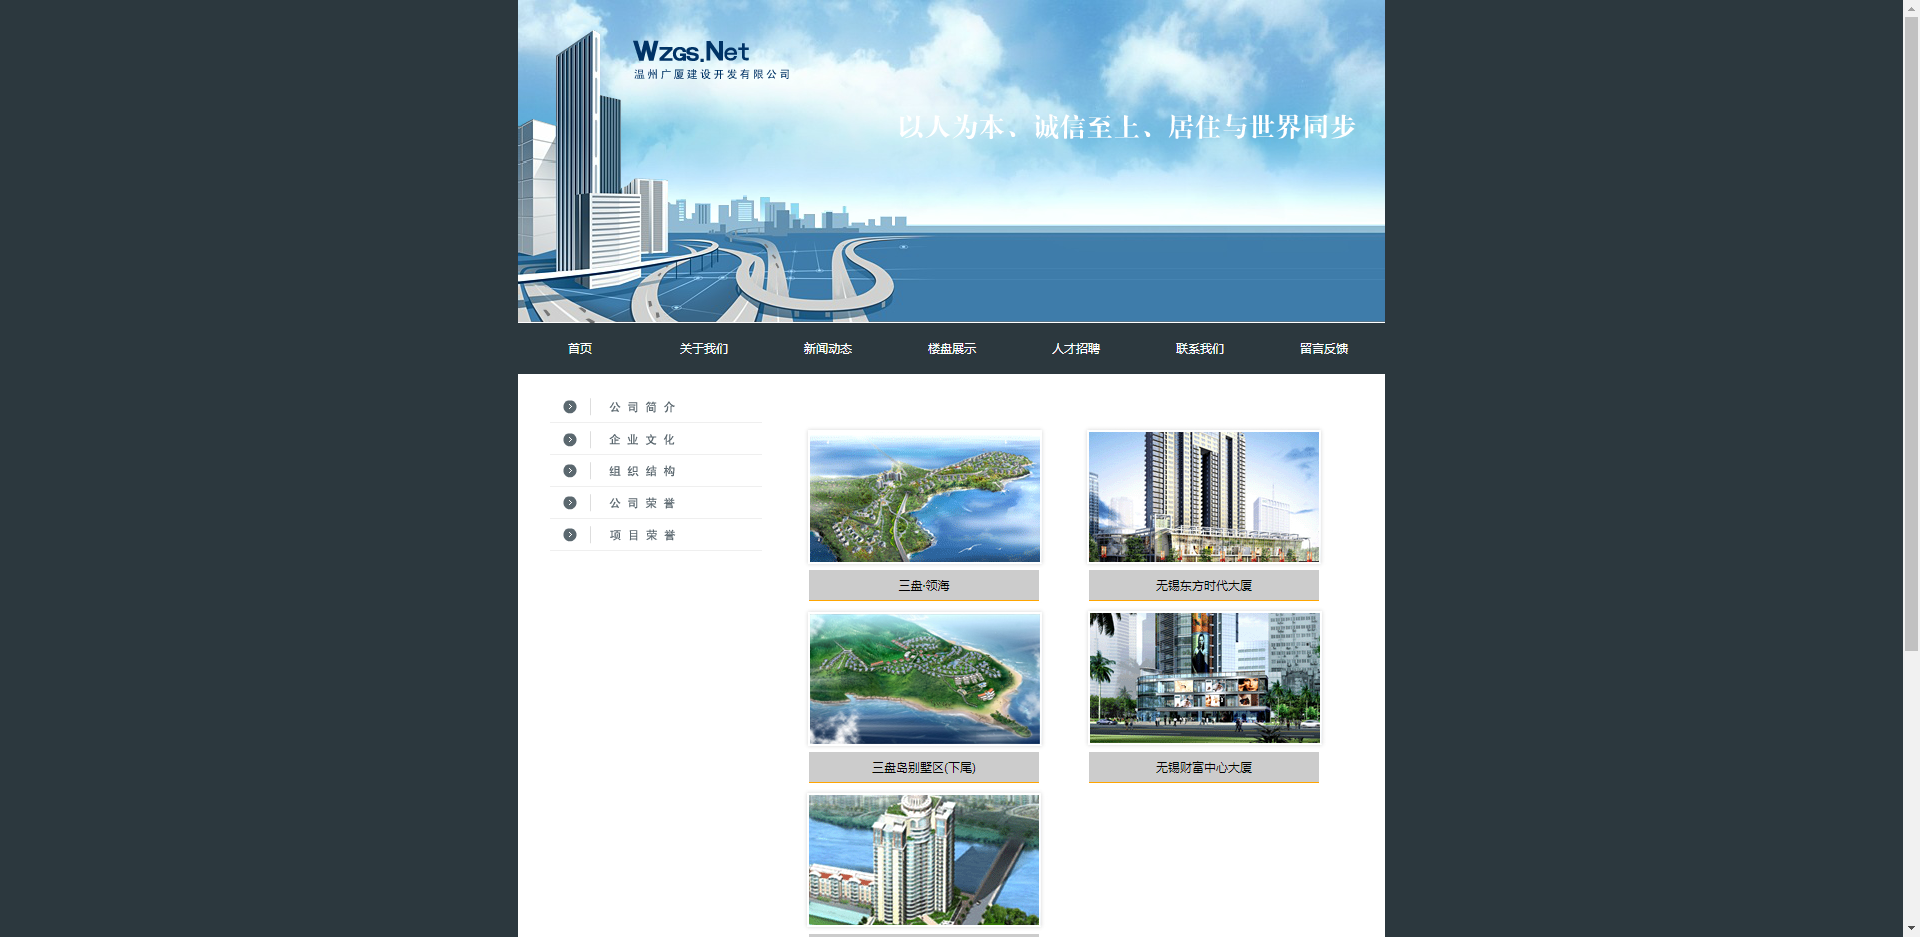 Wzgs.Net
温州广厦建设开发有限公司
以人为本、诚信至上、居住与世界同步
首页
关于我们
新闻动态
楼盘展示
人才招聘
联系我们
留言反馈
公司简介
企业文化
组织结构
公司荣誉
项目荣誉
三盘·领海
无锡东方时代大厦
三盘岛别墅区(下尾)
无锡财富中心大厦